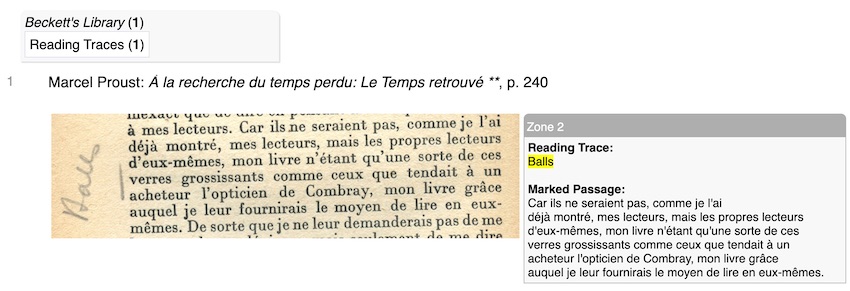 Beckett's Library (1)
Reading Traces (1)
1 Marcel Proust: Á la recherche du temps perdu: Le Temps retrouvé **, p. 240
à mes lecteurs. Car ils ne seraient pas, comme je l'ai
déjà montré, mes lecteurs, mais les propres lecteurs
d'eux-mêmes, mon livre n'étant qu'une sorte de ces
verres grossissants comme ceux que tendait à un
acheteur l'opticien de Combray, mon livre grâce
auquel je leur fournirais le moyen de lire en eux-
mêmes. De sorte que je ne leur demanderais pas de me
Balls
Zone 2
Reading Trace:
Balls
Marked Passage:
Car ils ne seraient pas, comme je l'ai
déjà montré, mes lecteurs, mais les propres lecteurs
d'eux-mêmes, mon livre n'étant qu'une sorte de ces
verres grossissants comme ceux que tendait à un
acheteur l'opticien de Combray, mon livre grâce
auquel je leur fournirais le moyen de lire en eux-mêmes.